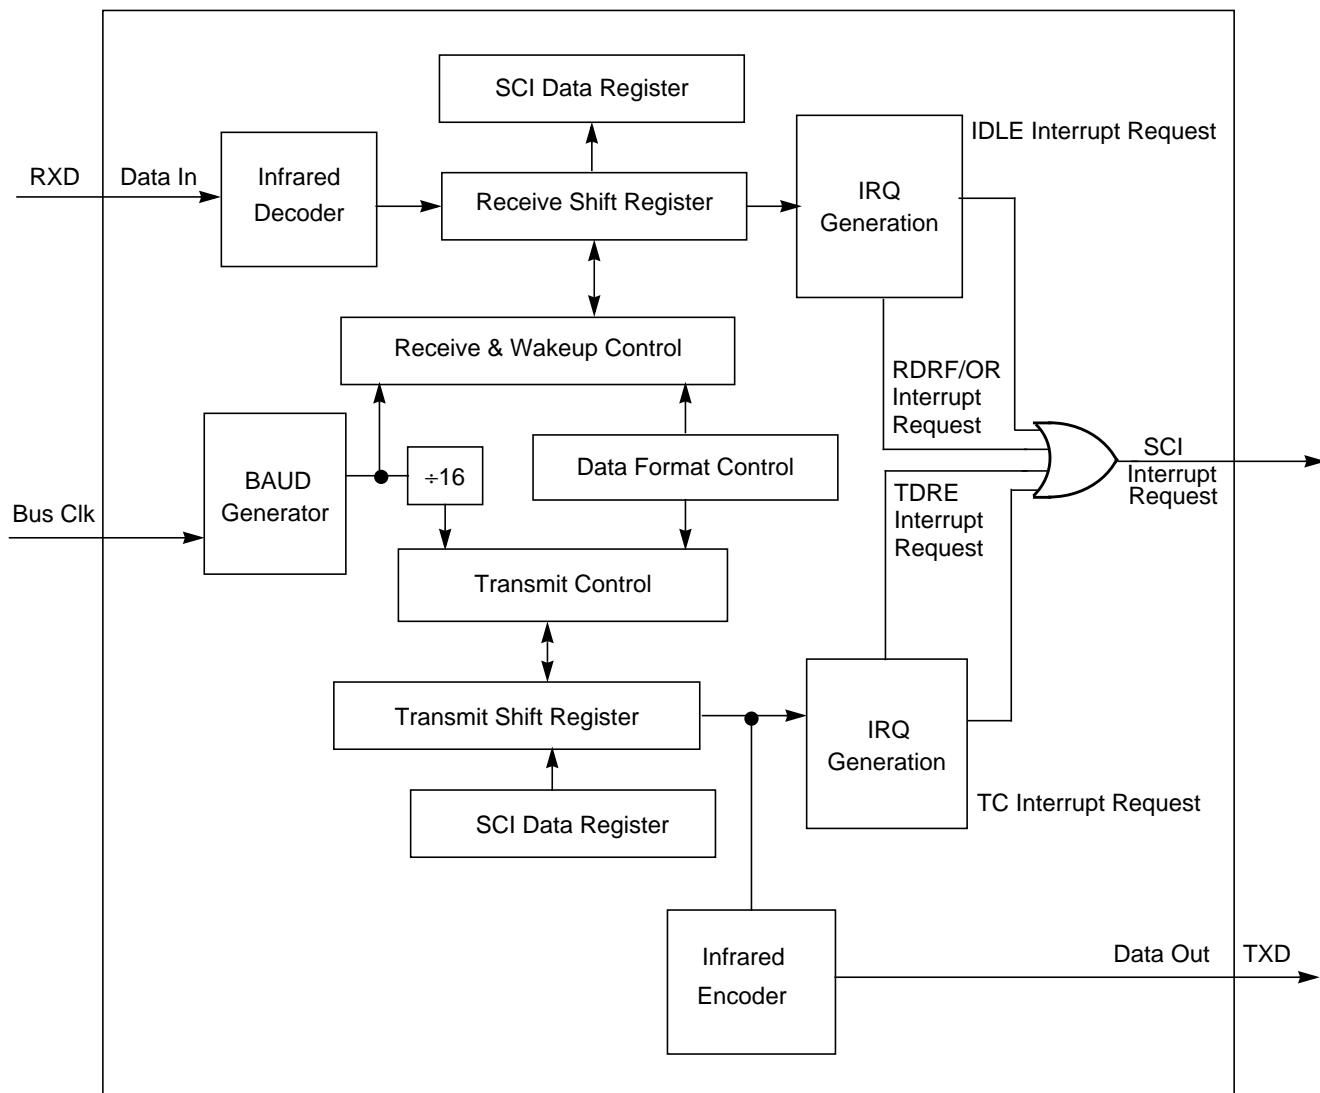 SCI Data Register
IDLE Interrupt Request
RXD
Data In
Infrared
Decoder
Receive Shift Register
IRQ
Generation
Receive & Wakeup Control
RDRF/OR
Interrupt
Request
BAUD
Generator
÷16
Data Format Control
SCI
Interrupt
Request
Bus Clk
TDRE
Interrupt
Request
Transmit Control
Transmit Shift Register
IRQ
Generation
SCI Data Register
TC Interrupt Request
Infrared
Encoder
Data Out
TXD